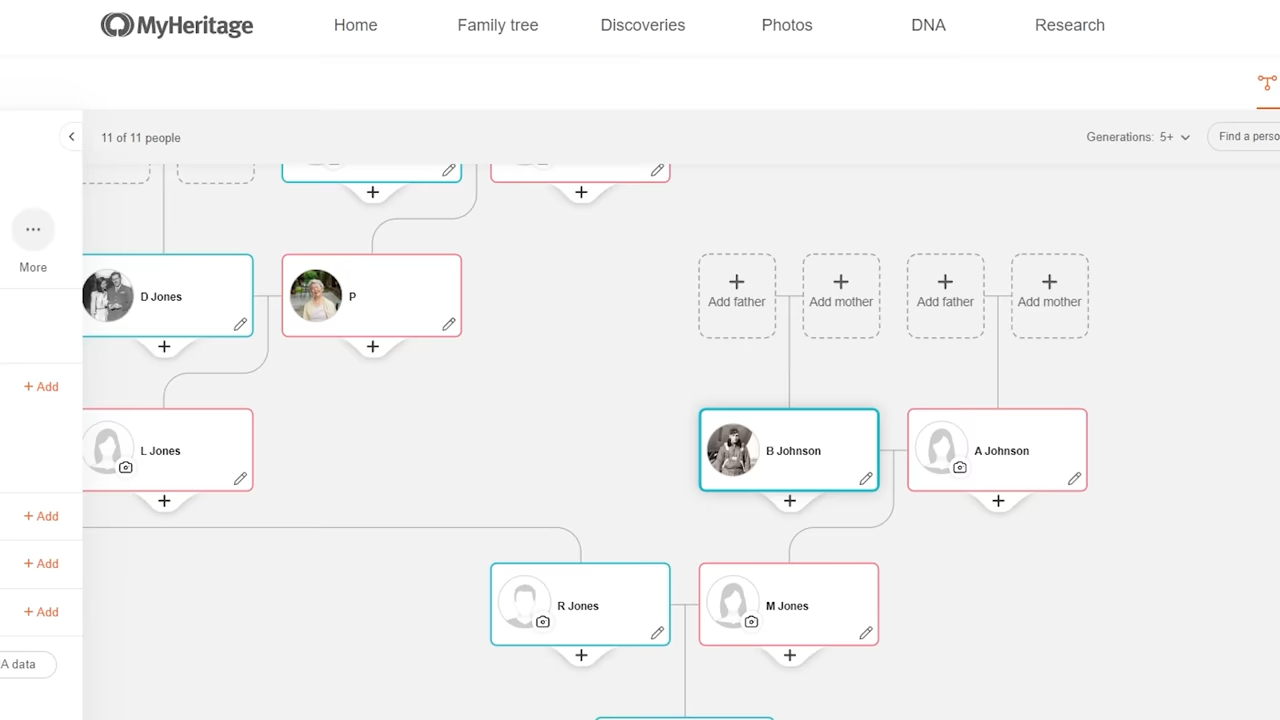 MyHeritage
Home
Family tree
Discoveries
Photos
DNA
Research
11 of 11 people
Generations: 5+
Find a perso
More
D Jones
P
Add father
Add mother
Add father
Add mother
+ Add
L Jones
B Johnson
A Johnson
+ Add
+ Add
+ Add
R Jones
M Jones
A data